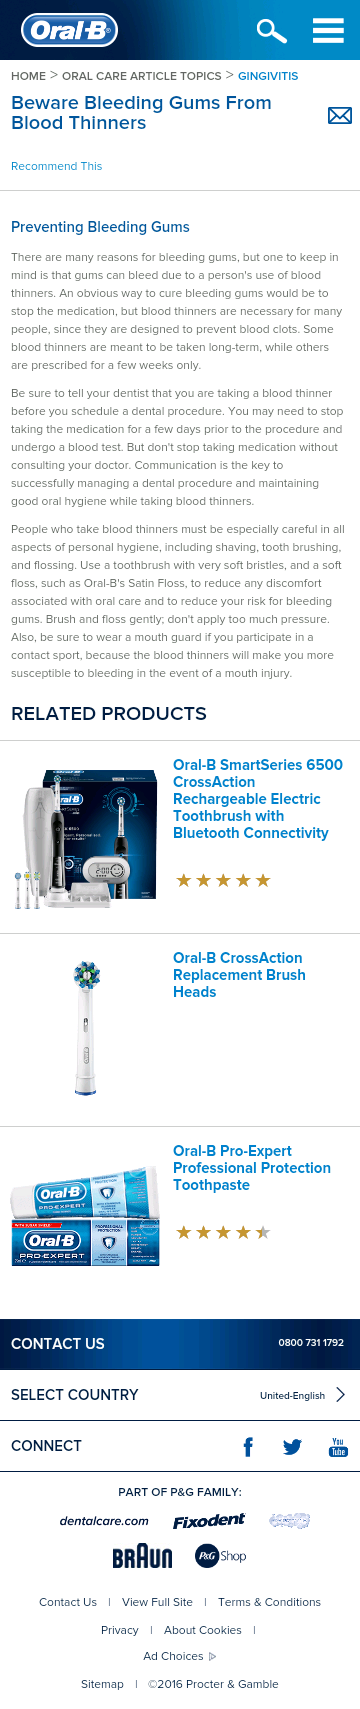 Oral-B
HOME > ORAL CARE ARTICLE TOPICS > GINGIVITIS
Beware Bleeding Gums From
Blood Thinners
Recommend This
Preventing Bleeding Gums
There are many reasons for bleeding gums, but one to keep in
mind is that gums can bleed due to a person's use of blood
thinners. An obvious way to cure bleeding gums would be to
stop the medication, but blood thinners are necessary for many
people, since they are designed to prevent blood clots. Some
blood thinners are meant to be taken long-term, while others
are prescribed for a few weeks only.
Be sure to tell your dentist that you are taking a blood thinner
before you schedule a dental procedure. You may need to stop
taking the medication for a few days prior to the procedure and
undergo a blood test. But don't stop taking medication without
consulting your doctor. Communication is the key to
successfully managing a dental procedure and maintaining
good oral hygiene while taking blood thinners.
People who take blood thinners must be especially careful in all
aspects of personal hygiene, including shaving, tooth brushing,
and flossing. Use a toothbrush with very soft bristles, and a soft
floss, such as Oral-B's Satin Floss, to reduce any discomfort
associated with oral care and to reduce your risk for bleeding
gums. Brush and floss gently; don't apply too much pressure.
Also, be sure to wear a mouth guard if you participate in a
contact sport, because the blood thinners will make you more
susceptible to bleeding in the event of a mouth injury.
RELATED PRODUCTS
Oral-B SmartSeries 6500
CrossAction
Rechargeable Electric
Toothbrush with
Bluetooth Connectivity
Oral-B CrossAction
Replacement Brush
Heads
Oral-B Pro-Expert
Professional Protection
Toothpaste
Oral-B
PRO-EXPERT
Oral-B
PROFESSIONAL
PROTECTION
PRO-EXPERT
CONTACT US 0800 731 1792
SELECT COUNTRY United-English
CONNECT You Tube
PART OF P&G FAMILY:
dentalcare.com Fixodent
BRAUN P&G Shop
Contact Us | View Full Site | Terms & Conditions
Privacy | About Cookies |
Ad Choices
Sitemap | ©2016 Procter & Gamble